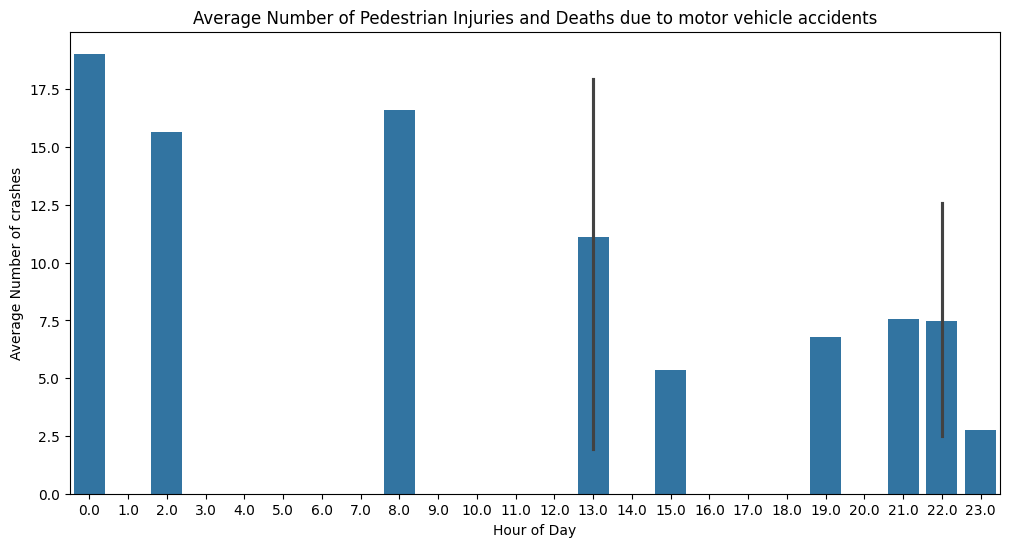 Average Number of Pedestrian Injuries and Deaths due to motor vehicle accidents
Average Number of crashes
17.5
15.0
12.5
10.0
7.5
5.0
2.5
0.0
0.0 1.0 2.0 3.0 4.0 5.0 6.0 7.0 8.0 9.0 10.0 11.0 12.0 13.0 14.0 15.0 16.0 17.0 18.0 19.0 20.0 21.0 22.0 23.0
Hour of Day